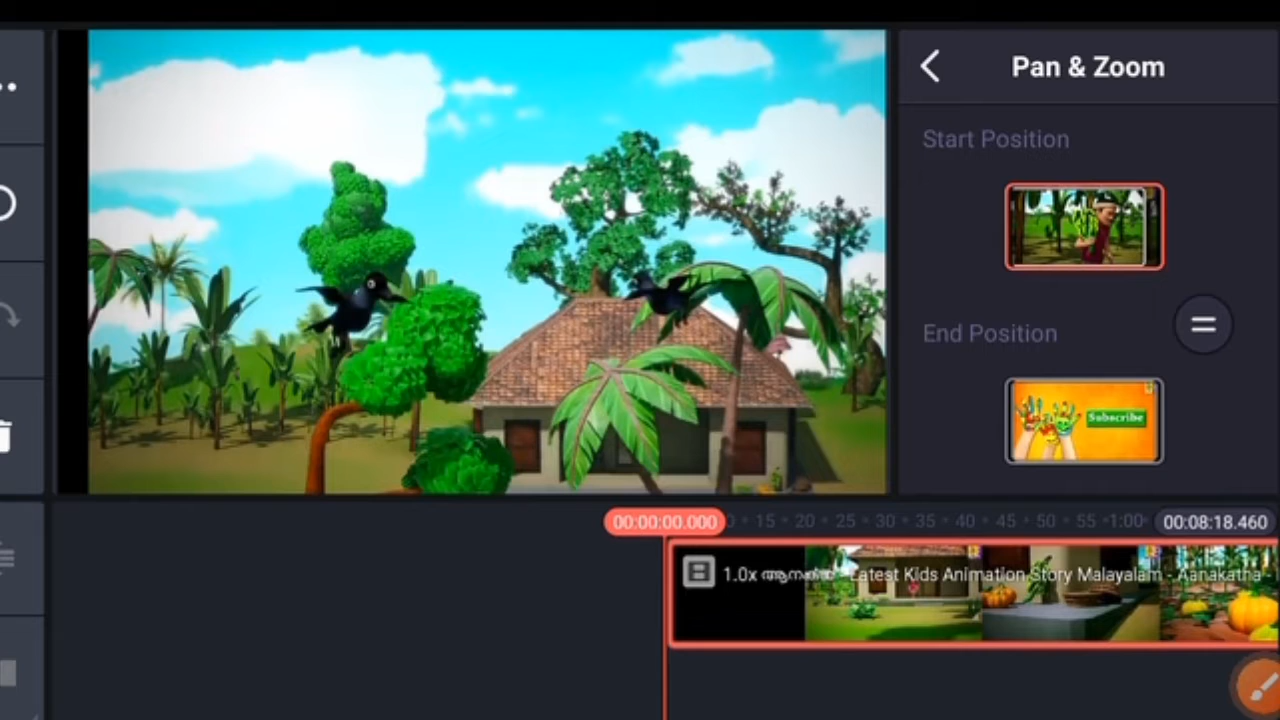 Pan & Zoom
Start Position
End Position
Subscribe
00:00:00.000
15 20 25 30 35 40 45 50 55 1:00
00:08:18.460
1.0x Latest Kids Animation Story Malayalam - Aanakatha -